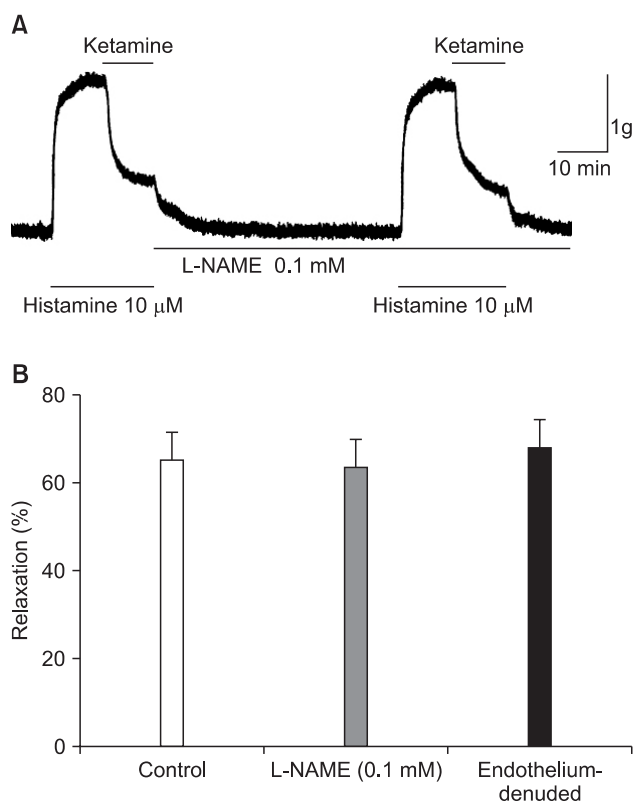 A
Ketamine
Ketamine
1g
10 min
L-NAME 0.1 mM
Histamine 10 μM
Histamine 10 μM
B
80
60
40
20
0
Relaxation (%)
Control
L-NAME (0.1 mM)
Endothelium-
denuded